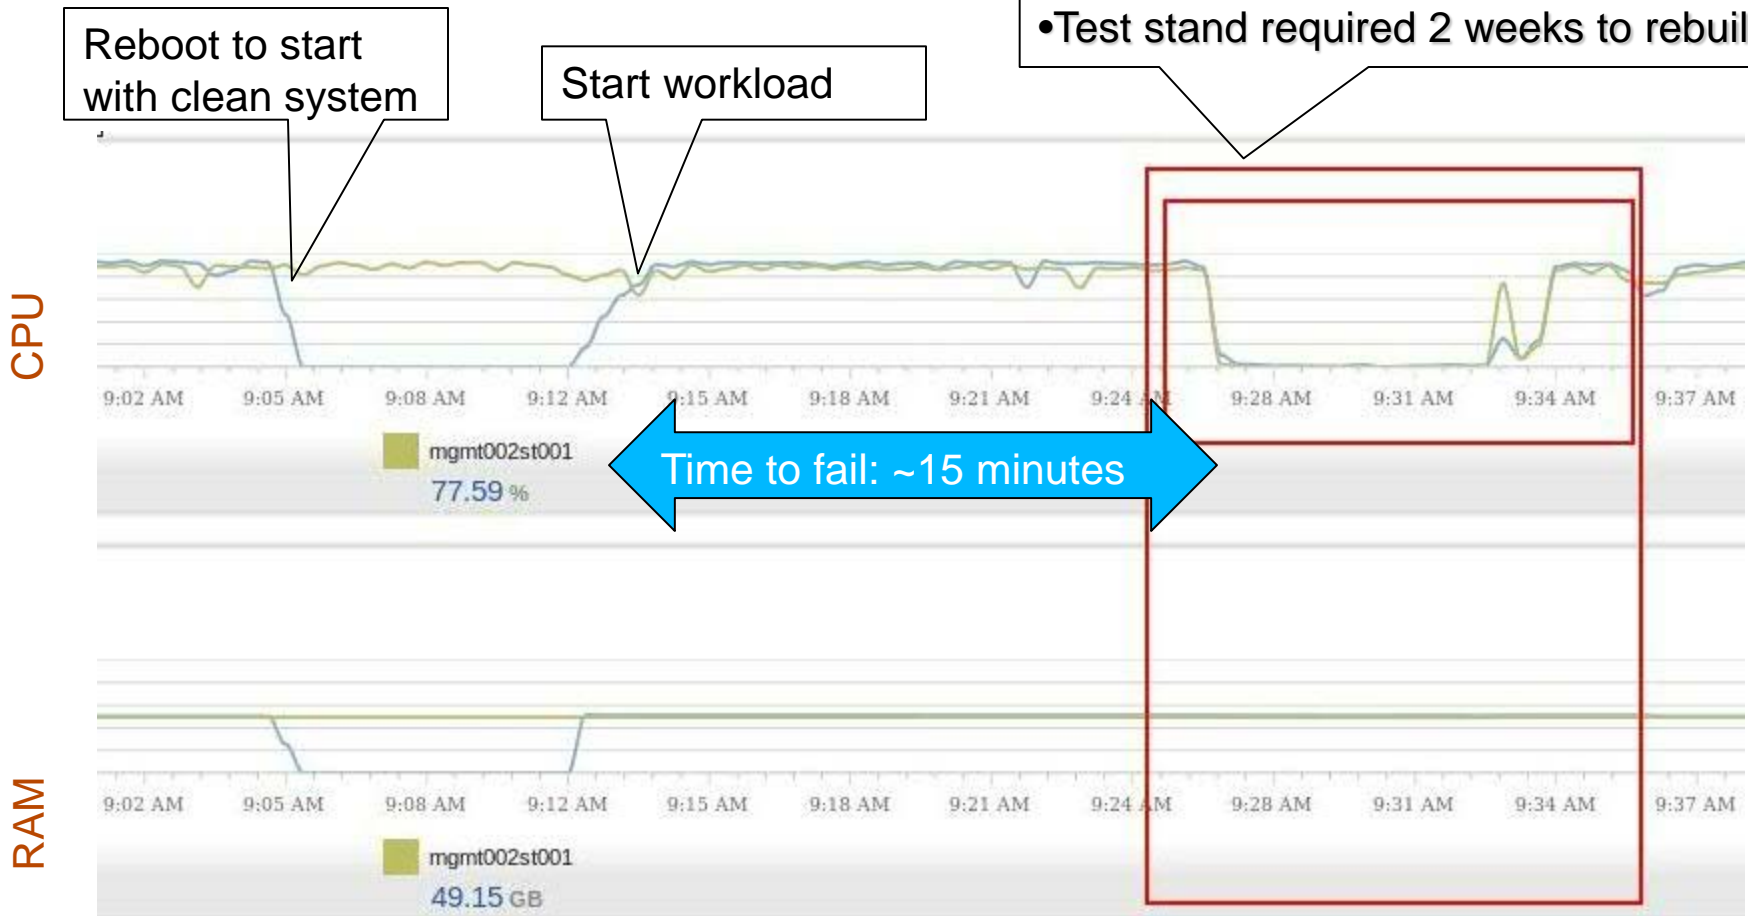 •Test stand required 2 weeks to rebuil
Reboot to start
with clean system
Start workload
CPU
9:02 AM 9:05 AM 9:08 AM 9:12 AM 9:15 AM 9:18 AM 9:21 AM 9:24 AM 9:28 AM 9:31 AM 9:34 AM 9:37 AM
mgmt002st001
77.59 %
Time to fail: ~15 minutes
RAM
9:02 AM 9:05 AM 9:08 AM 9:12 AM 9:15 AM 9:18 AM 9:21 AM 9:24 AM 9:28 AM 9:31 AM 9:34 AM 9:37 AM
mgmt002st001
49.15 GB